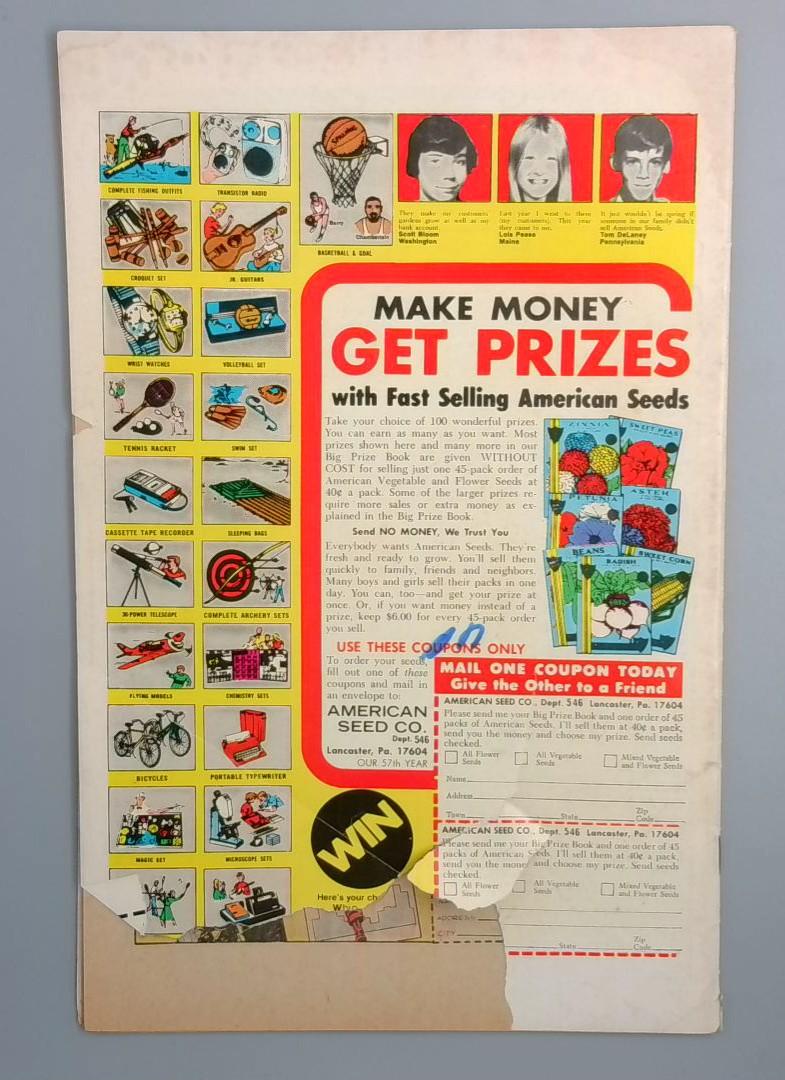 COMPLETE FISHING OUTFITS
TRANSISTOR RADIO
SPALDING
Barry
Chamberlain
BASKETBALL & GOAL
CROQUET SET
JR. GUITARS
WRIST WATCHES
VOLLEYBALL SET
TENNIS RACKET
SWIM SET
CASSETTE TAPE RECORDER
SLEEPING BAGS
30-POWER TELESCOPE
COMPLETE ARCHERY SETS
FLYING MODELS
CHEMISTRY SETS
BICYCLES
PORTABLE TYPEWRITER
MAGIC SET
MICROSCOPE SETS
They make my customers
gardens grow as well as my
bank account.
Scott Bloom
Washington
Last year I went to them
(my customers). This year
they came to me.
Lois Pease
Maine
It just wouldn't be spring if
someone in our family didn't
sell American Seeds.
Tom DeLaney
Pennsylvania
MAKE MONEY
GET PRIZES
with Fast Selling American Seeds
Take your choice of 100 wonderful prizes.
You can earn as many as you want. Most
prizes shown here and many more in our
Big Prize Book are given WITHOUT
COST for selling just one 45-pack order of
American Vegetable and Flower Seeds at
40¢ a pack. Some of the larger prizes re-
quire more sales or extra money as ex-
plained in the Big Prize Book.
Send NO MONEY, We Trust You
Everybody wants American Seeds. They're
fresh and ready to grow. You'll sell them
quickly to family, friends and neighbors.
Many boys and girls sell their packs in one
day. You can, too—and get your prize at
once. Or, if you want money instead of a
prize, keep $6.00 for every 45-pack order
you sell.
ZINNIA
SWEET PEAS
PETUNIA
ASTER
BEANS
RADISH
SWEET CORN
USE THESE COUPONS ONLY
To order your seeds,
fill out one of these
coupons and mail in
an envelope to:
AMERICAN
SEED CO.
Dept. 546
Lancaster, Pa. 17604
OUR 57th YEAR
MAIL ONE COUPON TODAY
Give the Other to a Friend
AMERICAN SEED CO., Dept. 546 Lancaster, Pa. 17604
Please send me your Big Prize Book and one order of 45
packs of American Seeds. I'll sell them at 40¢ a pack,
send you the money and choose my prize. Send seeds
checked.
All Flower Seeds
All Vegetable Seeds
Mixed Vegetable and Flower Seeds
Name
Address
Town State Zip Code
AMERICAN SEED CO., Dept. 546 Lancaster, Pa. 17604
Please send me your Big Prize Book and one order of 45
packs of American Seeds. I'll sell them at 40¢ a pack,
send you the money and choose my prize. Send seeds
checked.
All Flower Seeds
All Vegetable Seeds
Mixed Vegetable and Flower Seeds
ADDRESS
CITY State Zip Code
WIN
Here's your ch